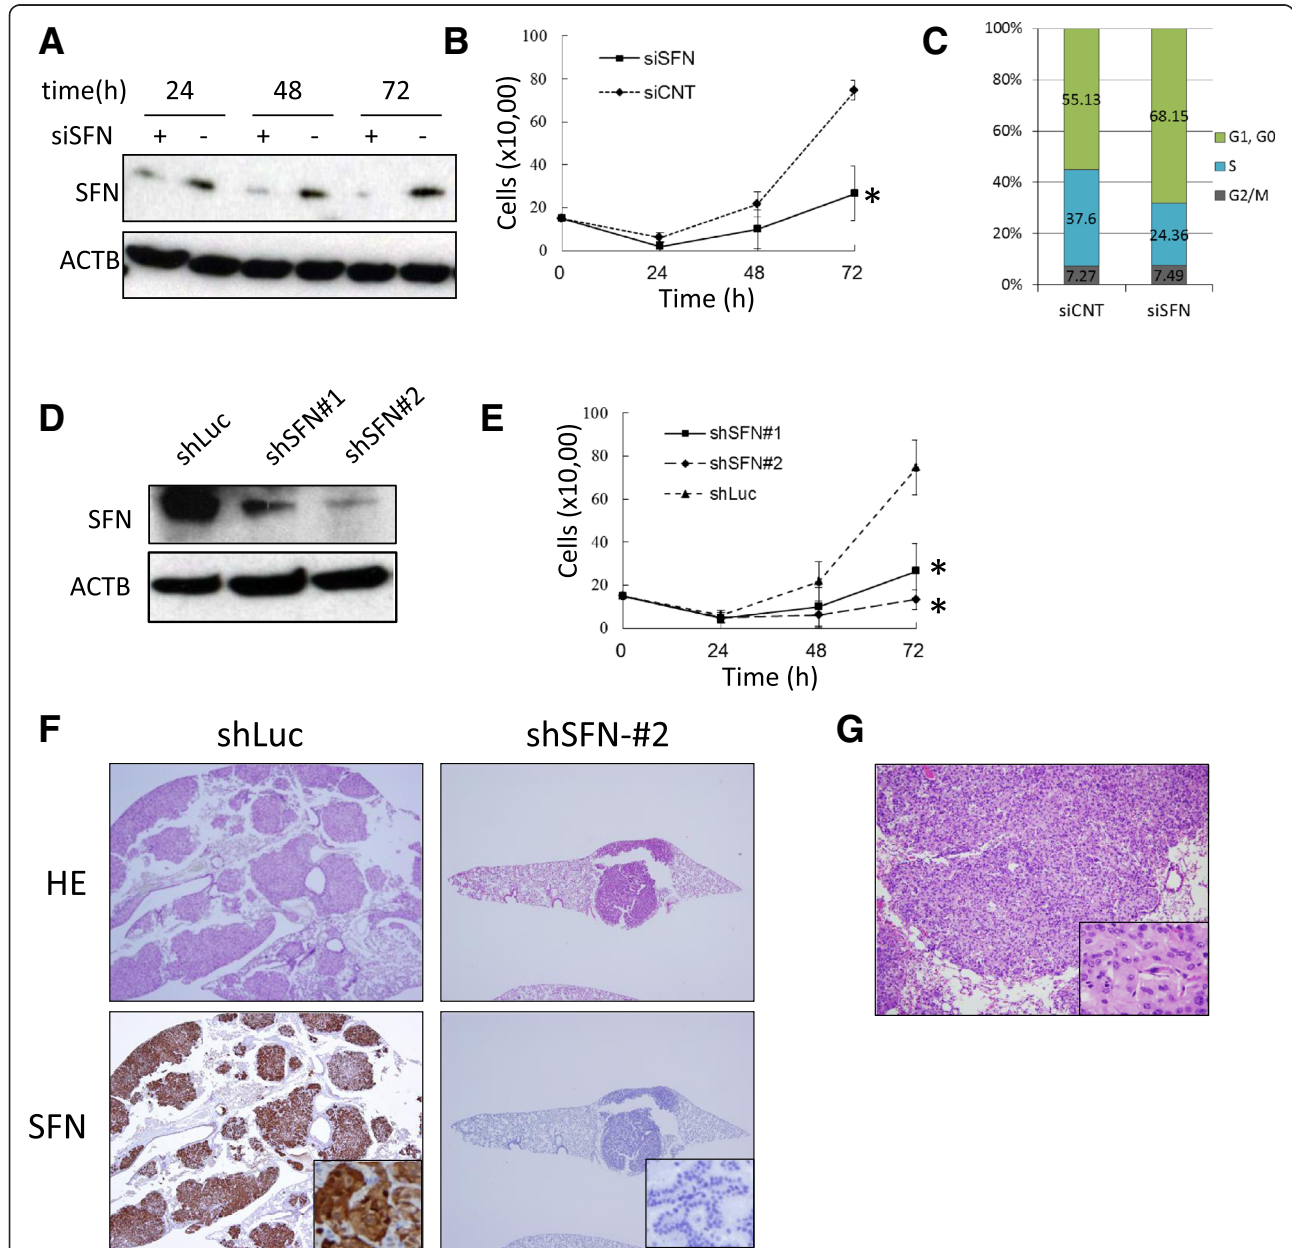 A
time(h) 24 48 72
siSFN + - + - + -
SFN
ACTB
B
100
80
60
40
20
0
0 24 48 72
Cells (x10,00)
Time (h)
siSFN
siCNT
*
C
100%
80%
60%
40%
20%
0%
55.13 68.15
37.6 24.36
7.27 7.49
siCNT siSFN
G1, G0
S
G2/M
D
shLuc shSFN#1 shSFN#2
SFN
ACTB
E
100
80
60
40
20
0
0 24 48 72
Cells (x10,00)
Time (h)
shSFN#1
shSFN#2
shLuc
*
*
F
shLuc shSFN-#2
HE
SFN
G